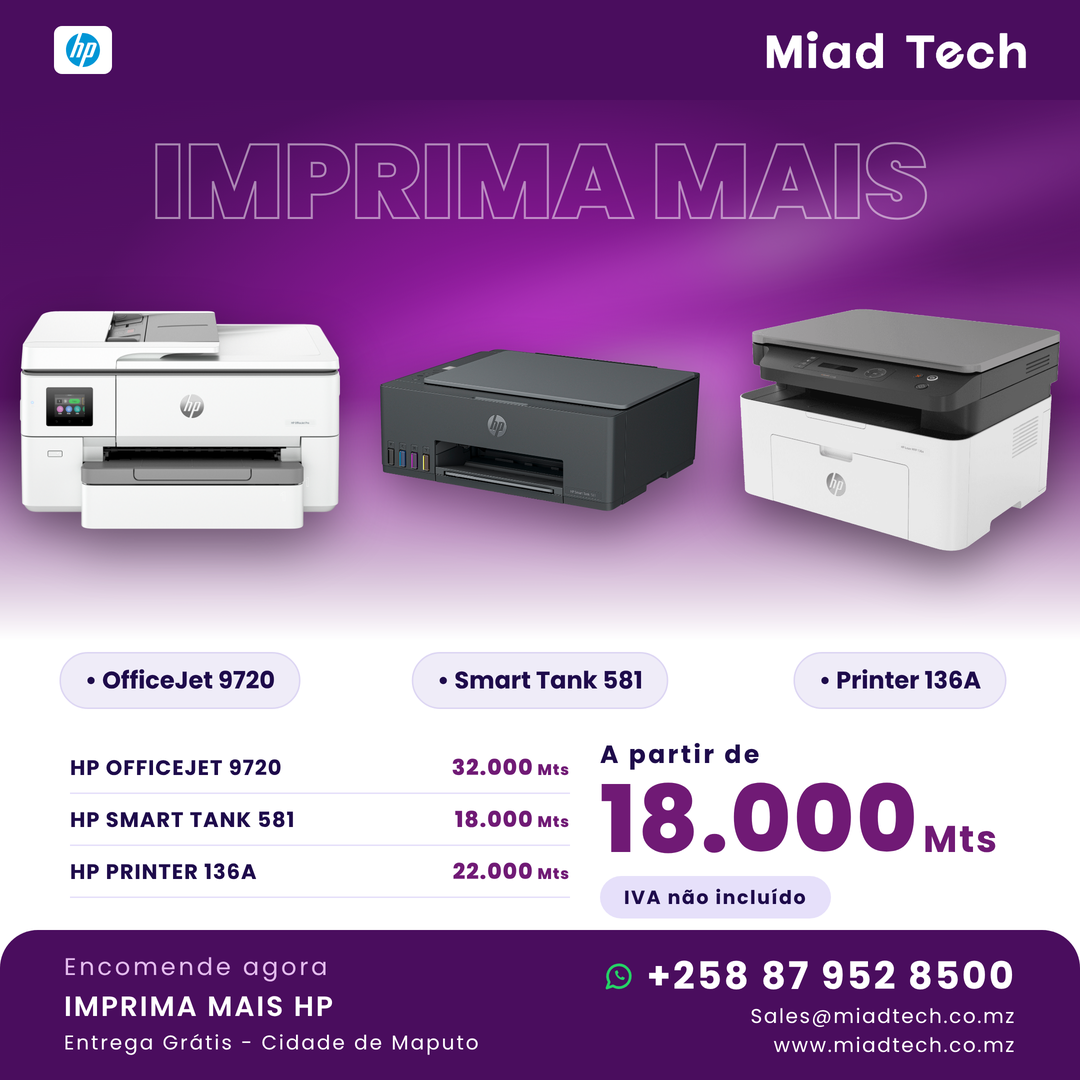 hp
Miad Tech
IMPRIMA MAIS
hp
hp
hp
• OfficeJet 9720
• Smart Tank 581
• Printer 136A
HP OFFICEJET 9720 32.000 Mts
HP SMART TANK 581 18.000 Mts
HP PRINTER 136A 22.000 Mts
A partir de
18.000 Mts
IVA não incluído
Encomende agora
IMPRIMA MAIS HP
Entrega Grátis - Cidade de Maputo
+258 87 952 8500
Sales@miadtech.co.mz
www.miadtech.co.mz